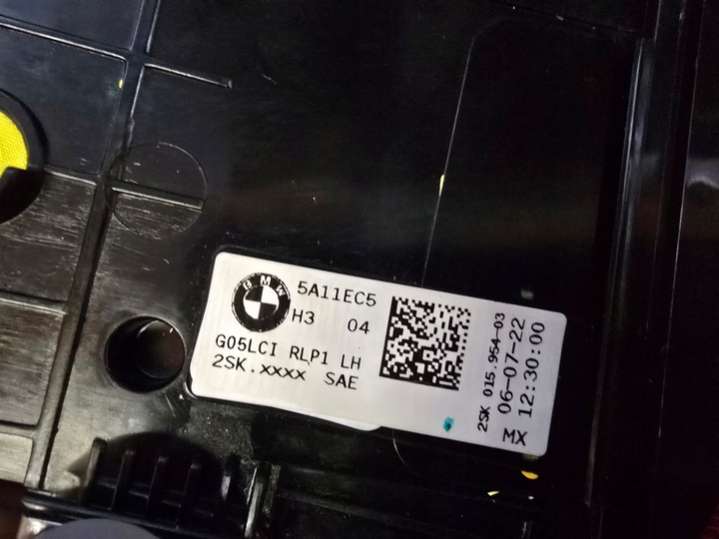 BMW
5A11EC5
H3 04
G05LCI RLP1 LH
2SK.xxxx SAE
2SK 015.954-03
MX 06-07-22
12:30:00